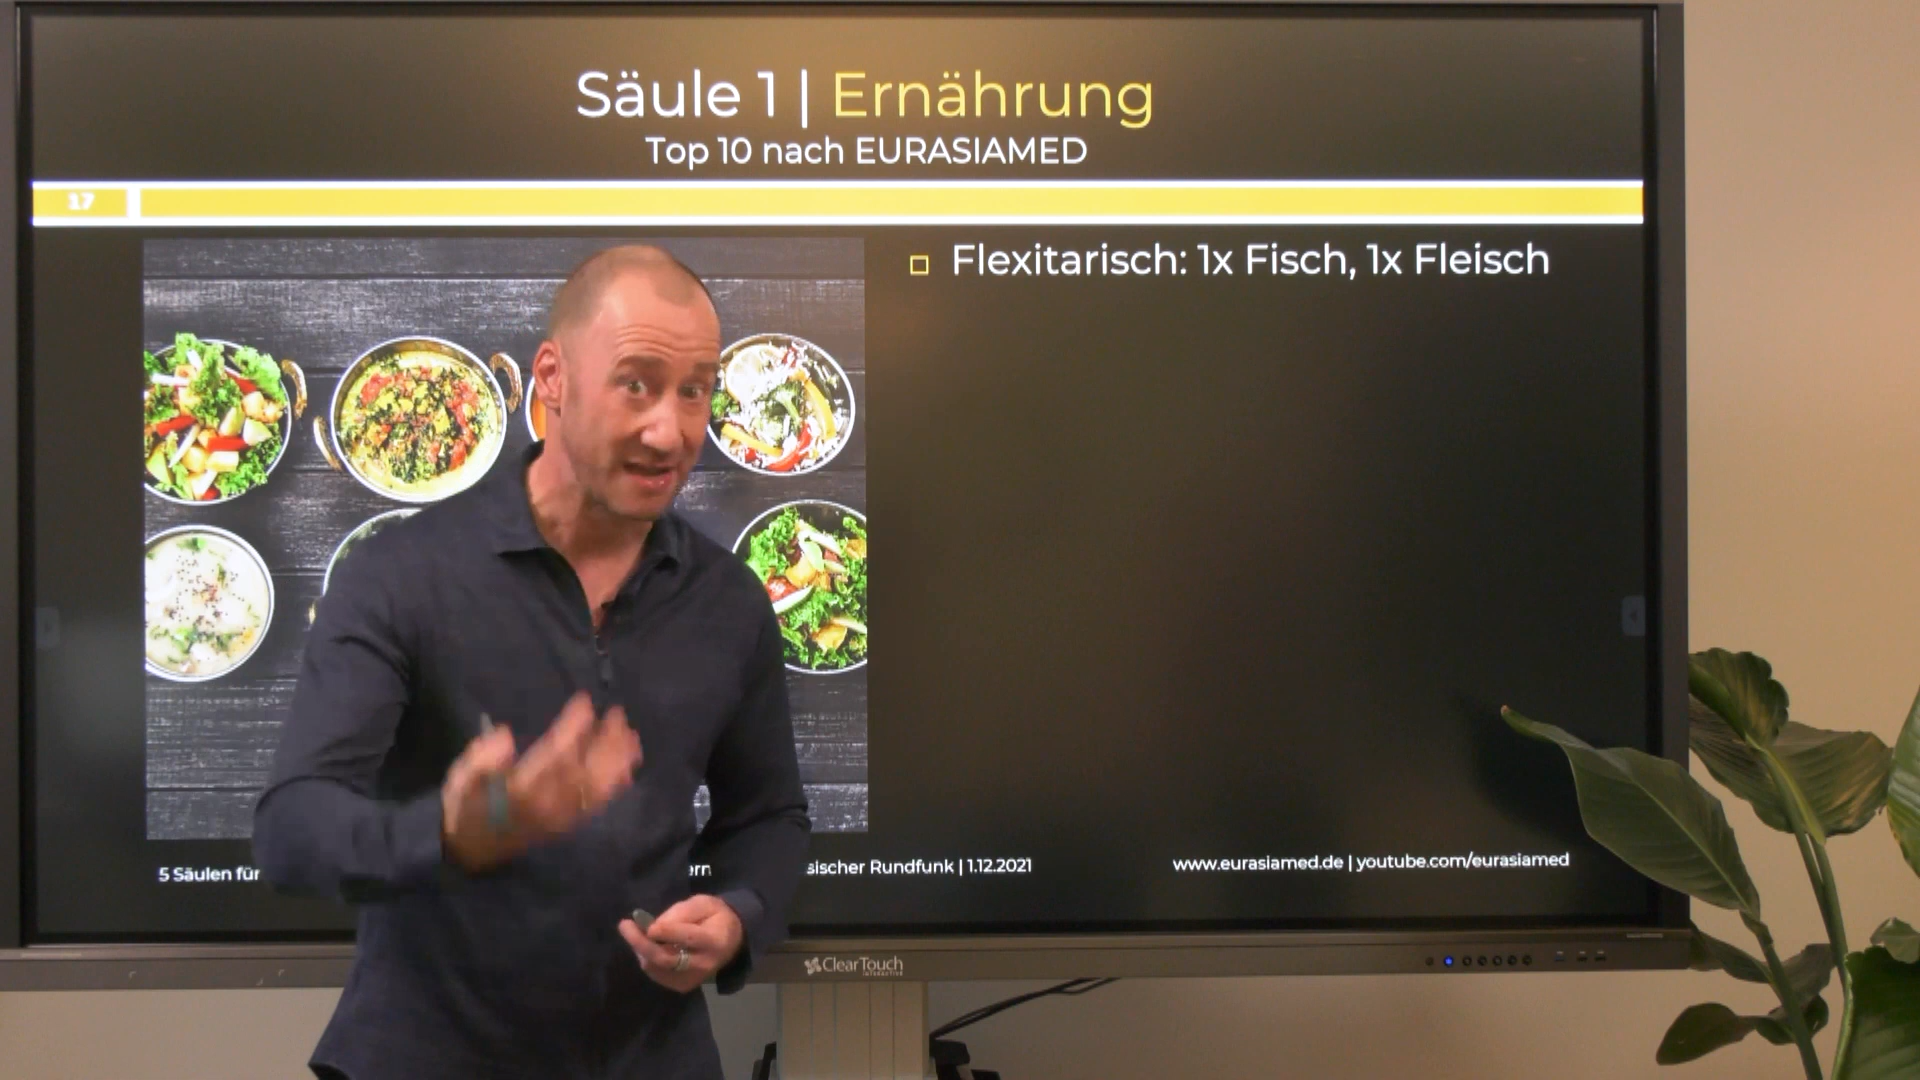 Säule 1 | Ernährung
Top 10 nach EURASIAMED
17
Flexitarisch: 1x Fisch, 1x Fleisch
5 Säulen für
sischer Rundfunk | 1.12.2021
www.eurasiamed.de | youtube.com/eurasiamed
ClearTouch